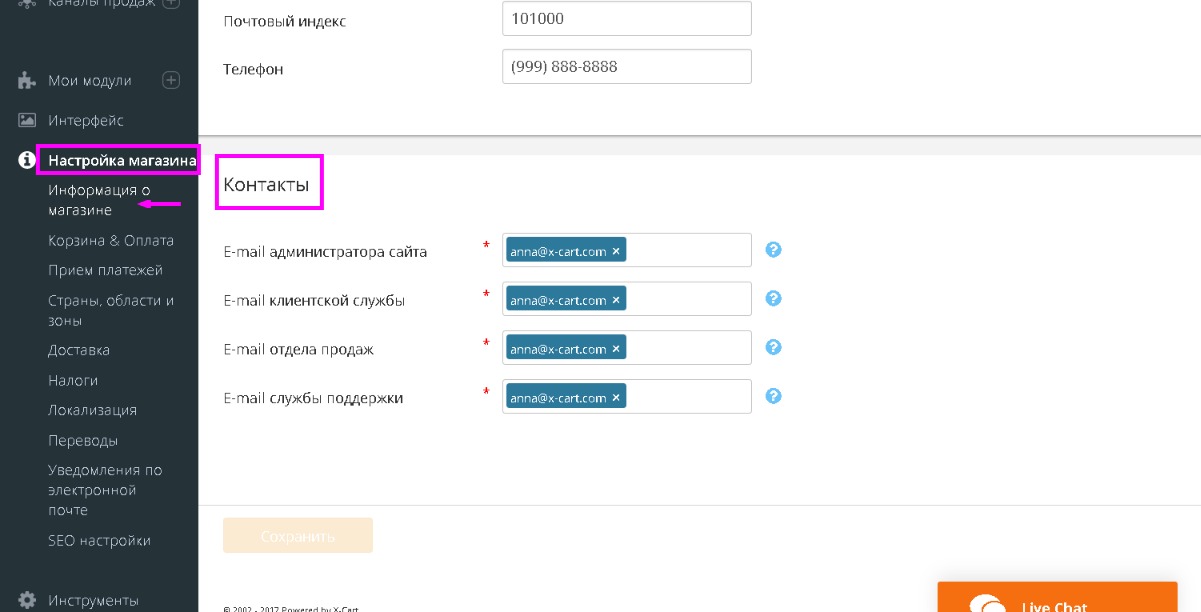 Каналы продаж
Мои модули
Интерфейс
Настройка магазина
Информация о
магазине
Корзина & Оплата
Прием платежей
Страны, области и
зоны
Доставка
Налоги
Локализация
Переводы
Уведомления по
электронной
почте
SEO настройки
Инструменты
Почтовый индекс
101000
Телефон
(999) 888-8888
Контакты
E-mail администратора сайта * anna@x-cart.com × ?
E-mail клиентской службы * anna@x-cart.com × ?
E-mail отдела продаж * anna@x-cart.com × ?
E-mail службы поддержки * anna@x-cart.com × ?
Сохранить
© 2002 - 2017 Powered by X-Cart
Live Chat